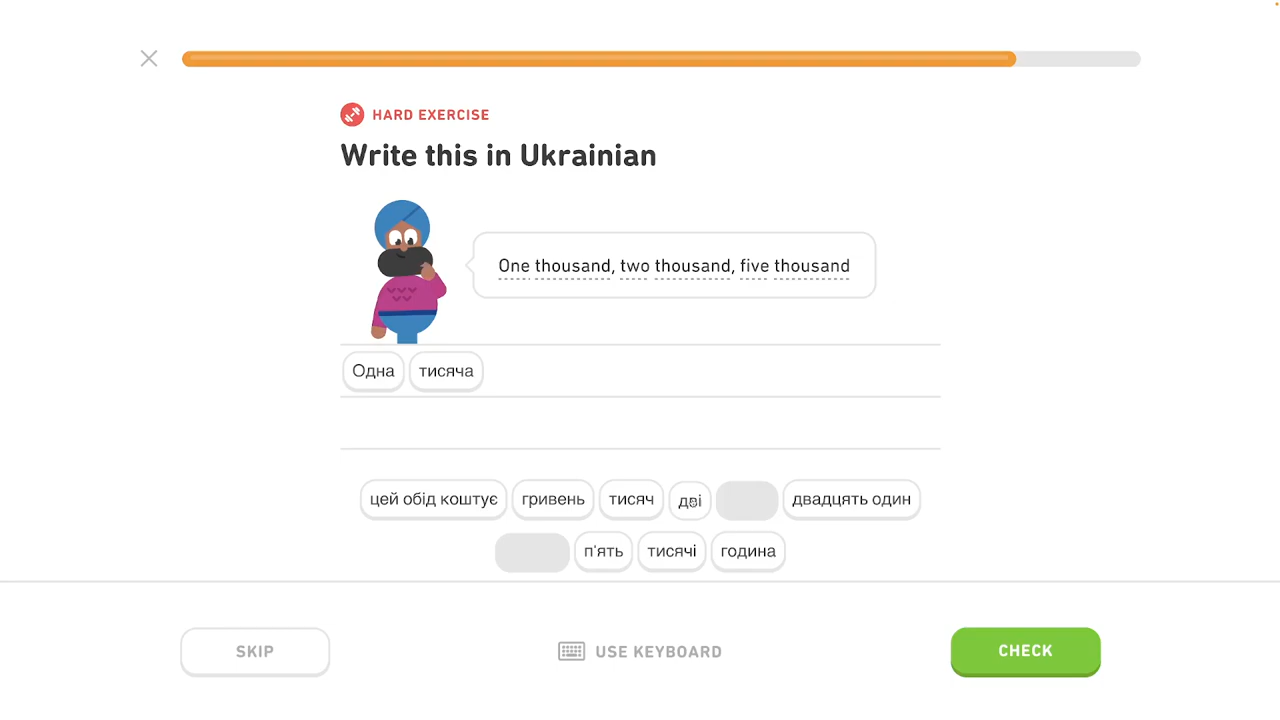 HARD EXERCISE
Write this in Ukrainian
One thousand, two thousand, five thousand
Одна тисяча
цей обід коштує гривень тисяч дві двадцять один
п'ять тисячі година
SKIP USE KEYBOARD CHECK